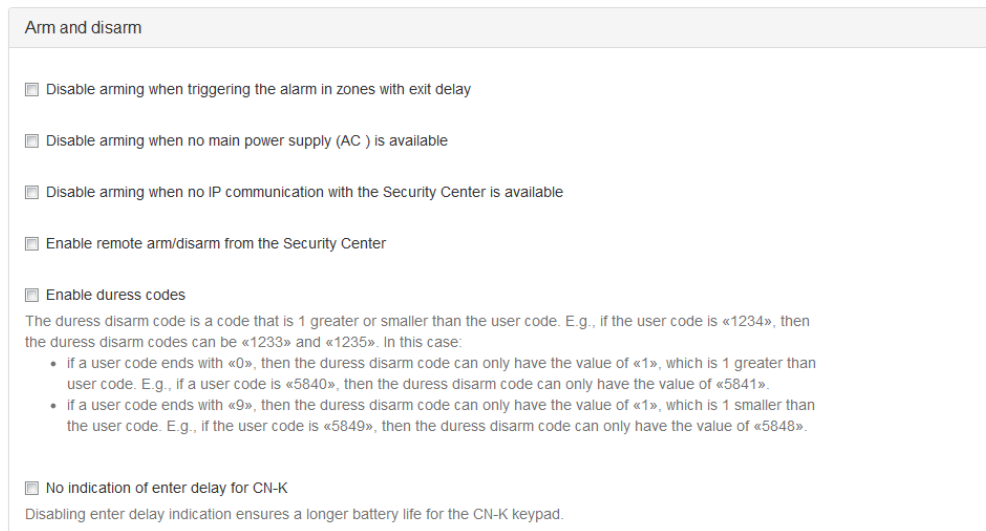 Arm and disarm
Disable arming when triggering the alarm in zones with exit delay
Disable arming when no main power supply (AC ) is available
Disable arming when no IP communication with the Security Center is available
Enable remote arm/disarm from the Security Center
Enable duress codes
The duress disarm code is a code that is 1 greater or smaller than the user code. E.g., if the user code is «1234», then
the duress disarm codes can be «1233» and «1235». In this case:
• if a user code ends with «0», then the duress disarm code can only have the value of «1», which is 1 greater than
user code. E.g., if a user code is «5840», then the duress disarm code can only have the value of «5841».
• if a user code ends with «9», then the duress disarm code can only have the value of «1», which is 1 smaller than
the user code. E.g., if the user code is «5849», then the duress disarm code can only have the value of «5848».
No indication of enter delay for CN-K
Disabling enter delay indication ensures a longer battery life for the CN-K keypad.